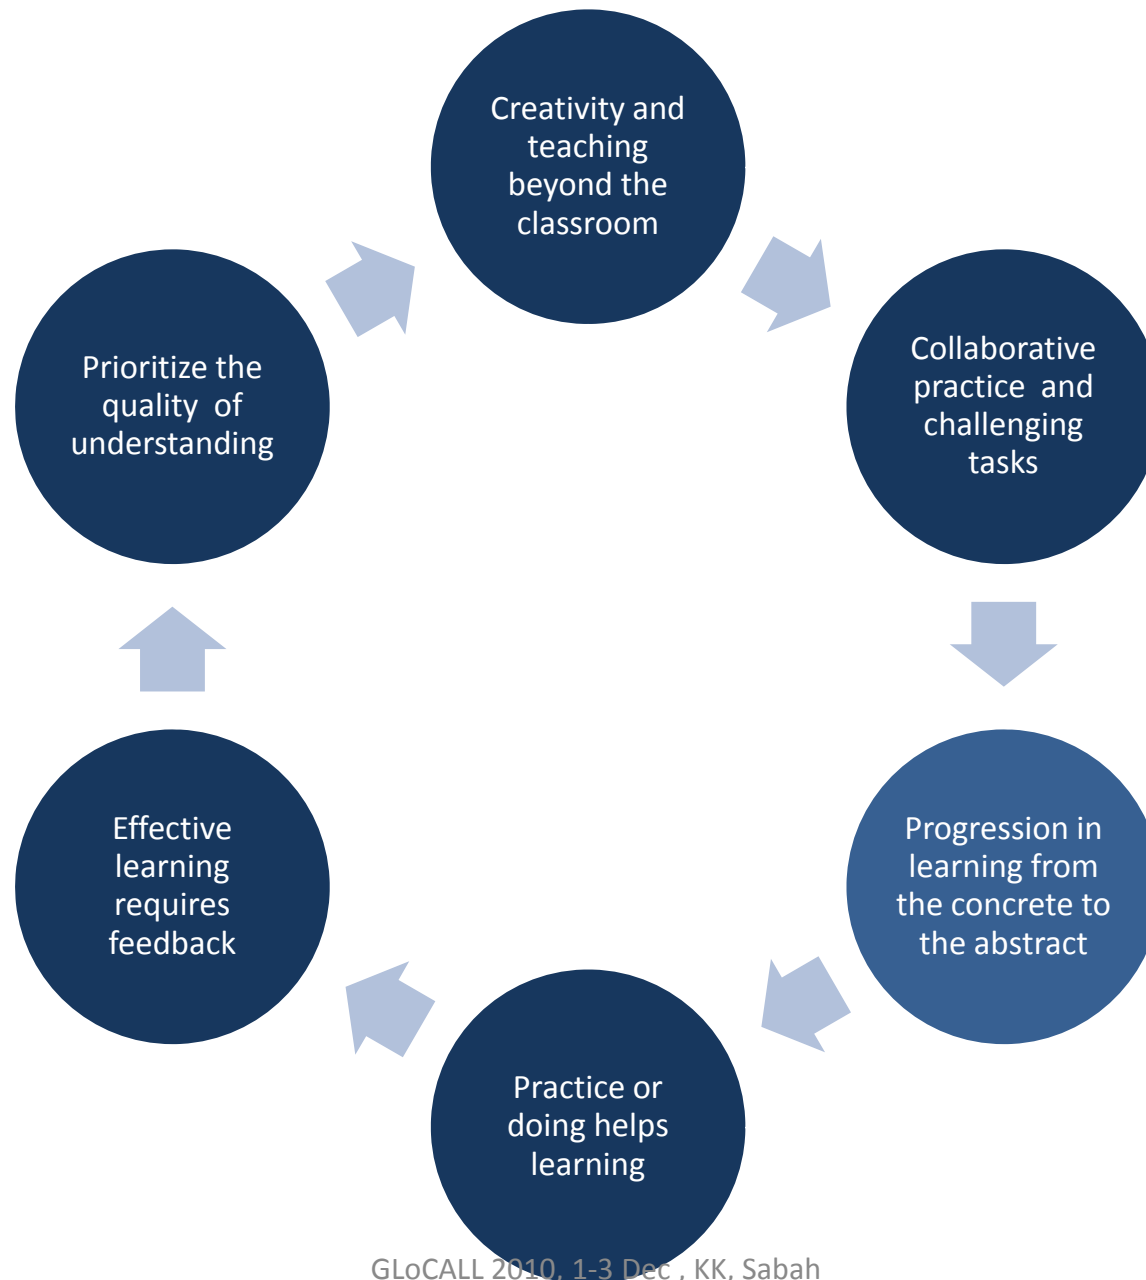 Creativity and
teaching
beyond the
classroom
Collaborative
practice  and
challenging
tasks
Progression in
learning from
the concrete to
the abstract
Practice or
doing helps
learning
Effective
learning
requires
feedback
Prioritize the
quality  of
understanding
GLoCALL 2010, 1-3 Dec , KK, Sabah